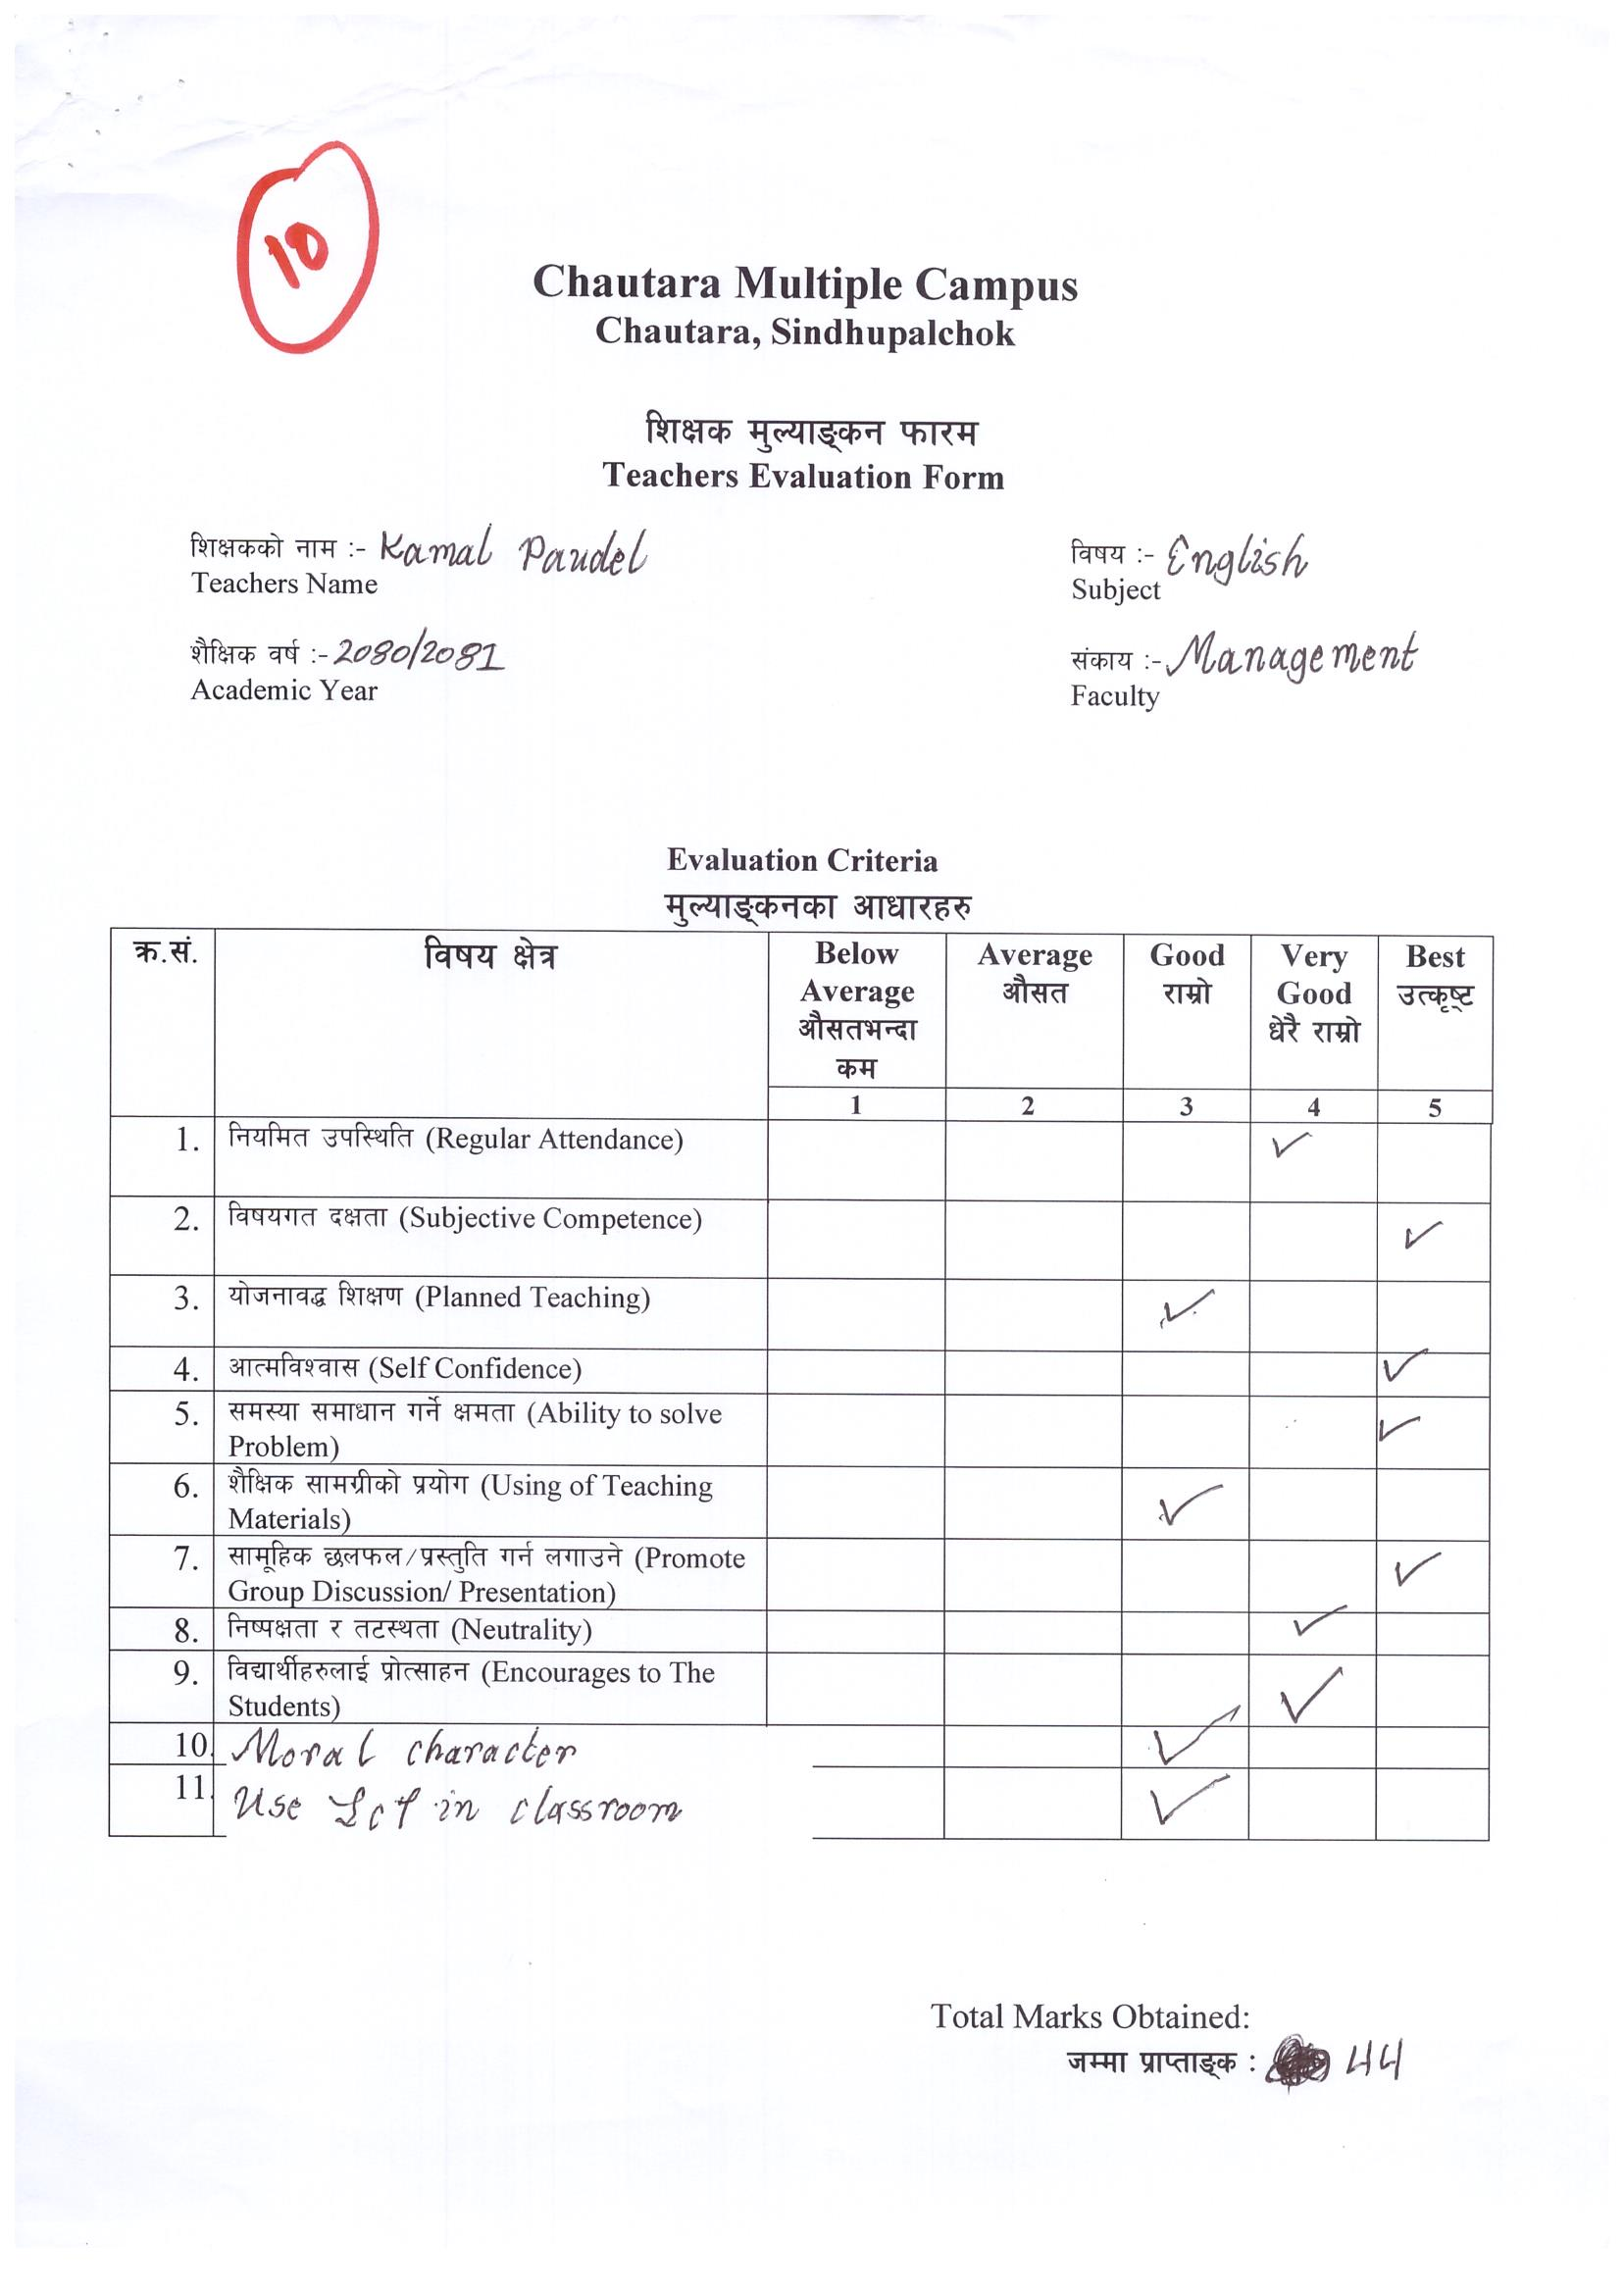 10
Chautara Multiple Campus
Chautara, Sindhupalchok
शिक्षक मुल्याङ्कन फारम
Teachers Evaluation Form
शिक्षकको नाम :- Kamal Paudel
Teachers Name
विषय :- English
Subject
शैक्षिक वर्ष :- 2080/2081
Academic Year
संकाय :- Management
Faculty
Evaluation Criteria
मुल्याङ्कनका आधारहरु
क्र.सं. विषय क्षेत्र Below Average औसतभन्दा कम Average औसत Good राम्रो Very Good धेरै राम्रो Best उत्कृष्ट
1 2 3 4 5
1. नियमित उपस्थिति (Regular Attendance) ✓
2. विषयगत दक्षता (Subjective Competence) ✓
3. योजनावद्ध शिक्षण (Planned Teaching) ✓
4. आत्मविश्वास (Self Confidence) ✓
5. समस्या समाधान गर्ने क्षमता (Ability to solve
Problem) ✓
6. शैक्षिक सामग्रीको प्रयोग (Using of Teaching
Materials) ✓
7. सामूहिक छलफल/प्रस्तुति गर्न लगाउने (Promote
Group Discussion/ Presentation) ✓
8. निष्पक्षता र तटस्थता (Neutrality) ✓
9. विद्यार्थीहरुलाई प्रोत्साहन (Encourages to The
Students) ✓
10. Moral character ✓
11. Use Ict in classroom ✓
Total Marks Obtained:
जम्मा प्राप्ताङ्क : 44